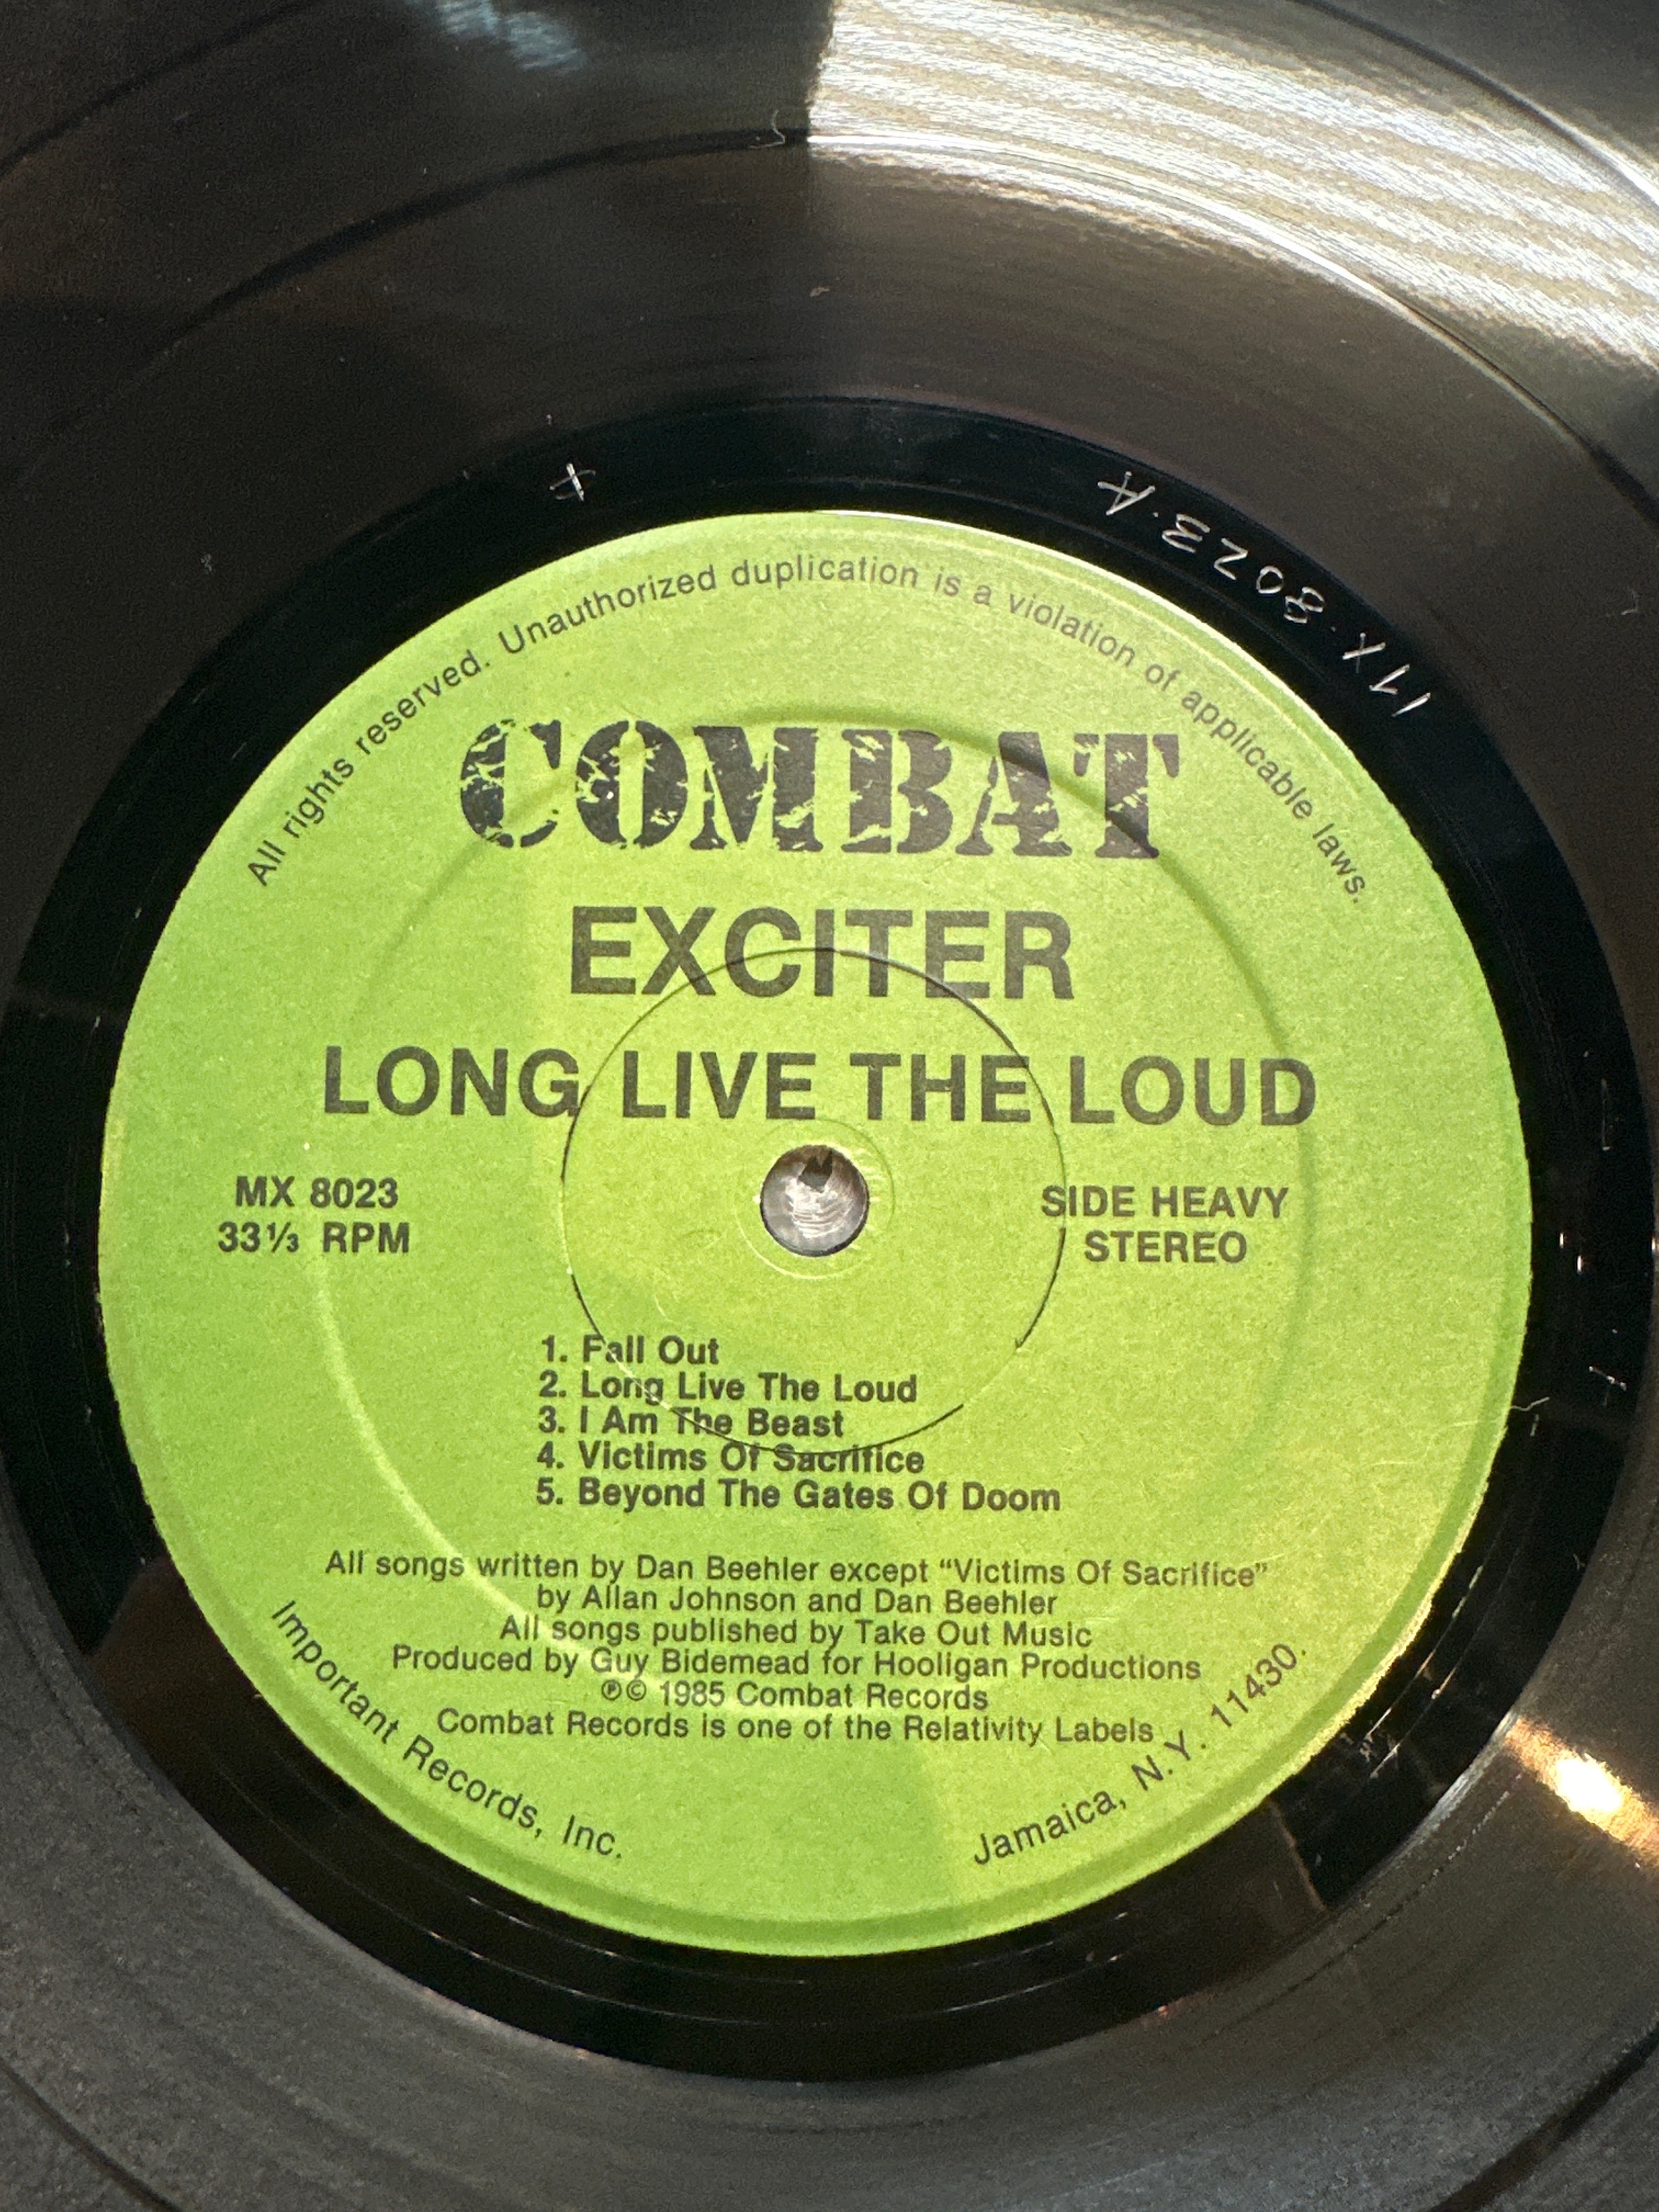 MX·8023·A
+
All rights reserved. Unauthorized duplication is a violation of applicable laws.
COMBAT
EXCITER
LONG LIVE THE LOUD
MX 8023
33⅓ RPM
SIDE HEAVY
STEREO
1. Fall Out
2. Long Live The Loud
3. I Am The Beast
4. Victims Of Sacrifice
5. Beyond The Gates Of Doom
All songs written by Dan Beehler except “Victims Of Sacrifice”
by Allan Johnson and Dan Beehler
All songs published by Take Out Music
Produced by Guy Bidemead for Hooligan Productions
℗© 1985 Combat Records
Combat Records is one of the Relativity Labels
Important Records, Inc.
Jamaica, N.Y. 11430.